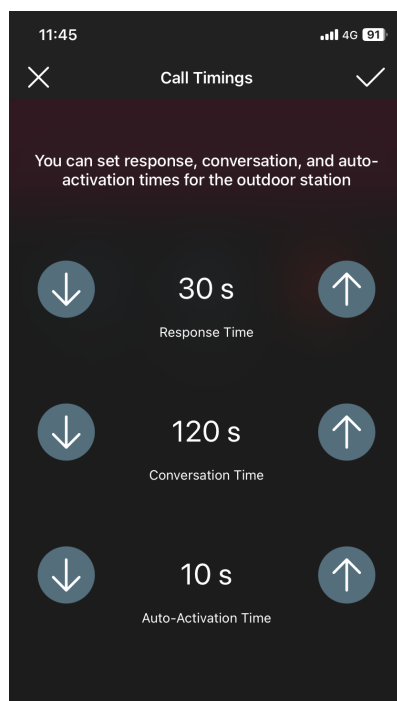 11:45
4G 91
Call Timings
You can set response, conversation, and auto-
activation times for the outdoor station
30 s
Response Time
120 s
Conversation Time
10 s
Auto-Activation Time